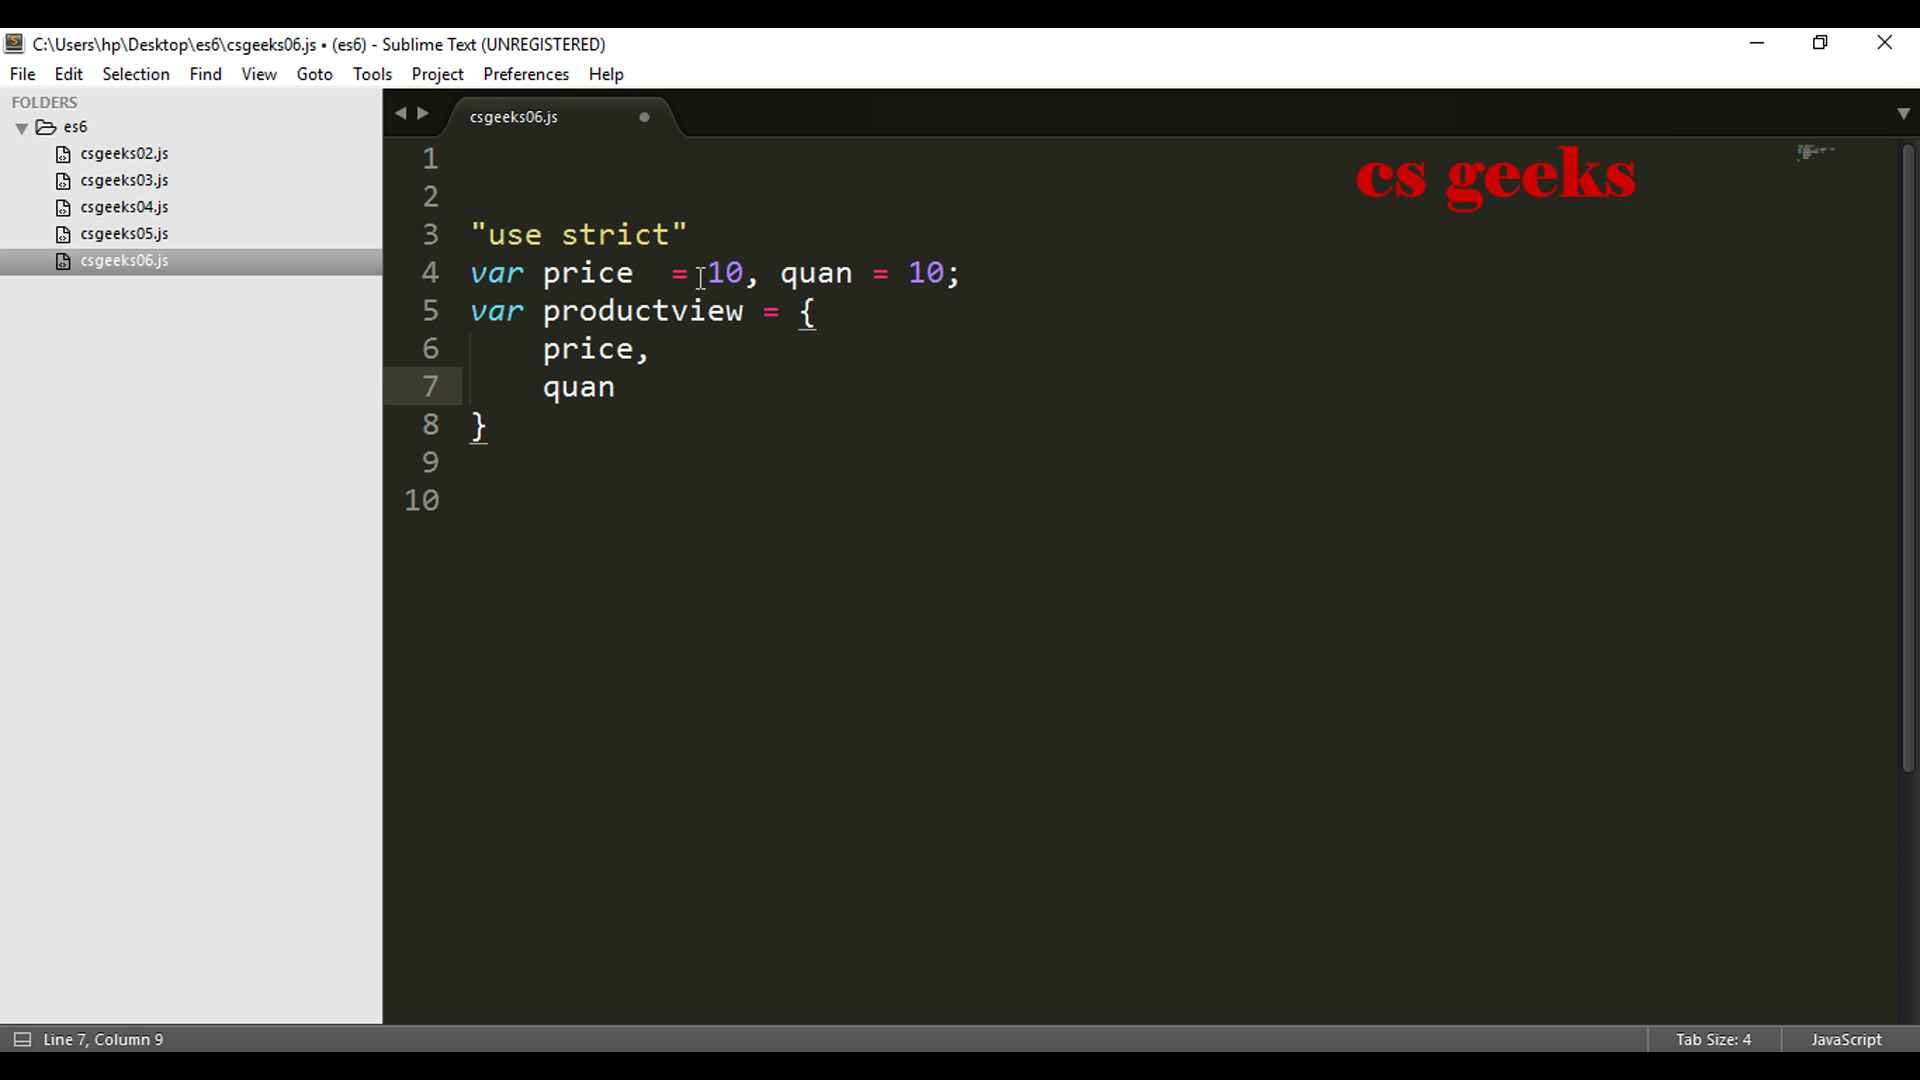 C:\Users\hp\Desktop\es6\csgeeks06.js • (es6) - Sublime Text (UNREGISTERED)
File Edit Selection Find View Goto Tools Project Preferences Help
FOLDERS
es6
csgeeks02.js
csgeeks03.js
csgeeks04.js
csgeeks05.js
csgeeks06.js
csgeeks06.js
cs geeks
1
2
3 "use strict"
4 var price  = 10, quan = 10;
5 var productview = {
6     price,
7     quan
8 }
9
10
Line 7, Column 9
Tab Size: 4
JavaScript